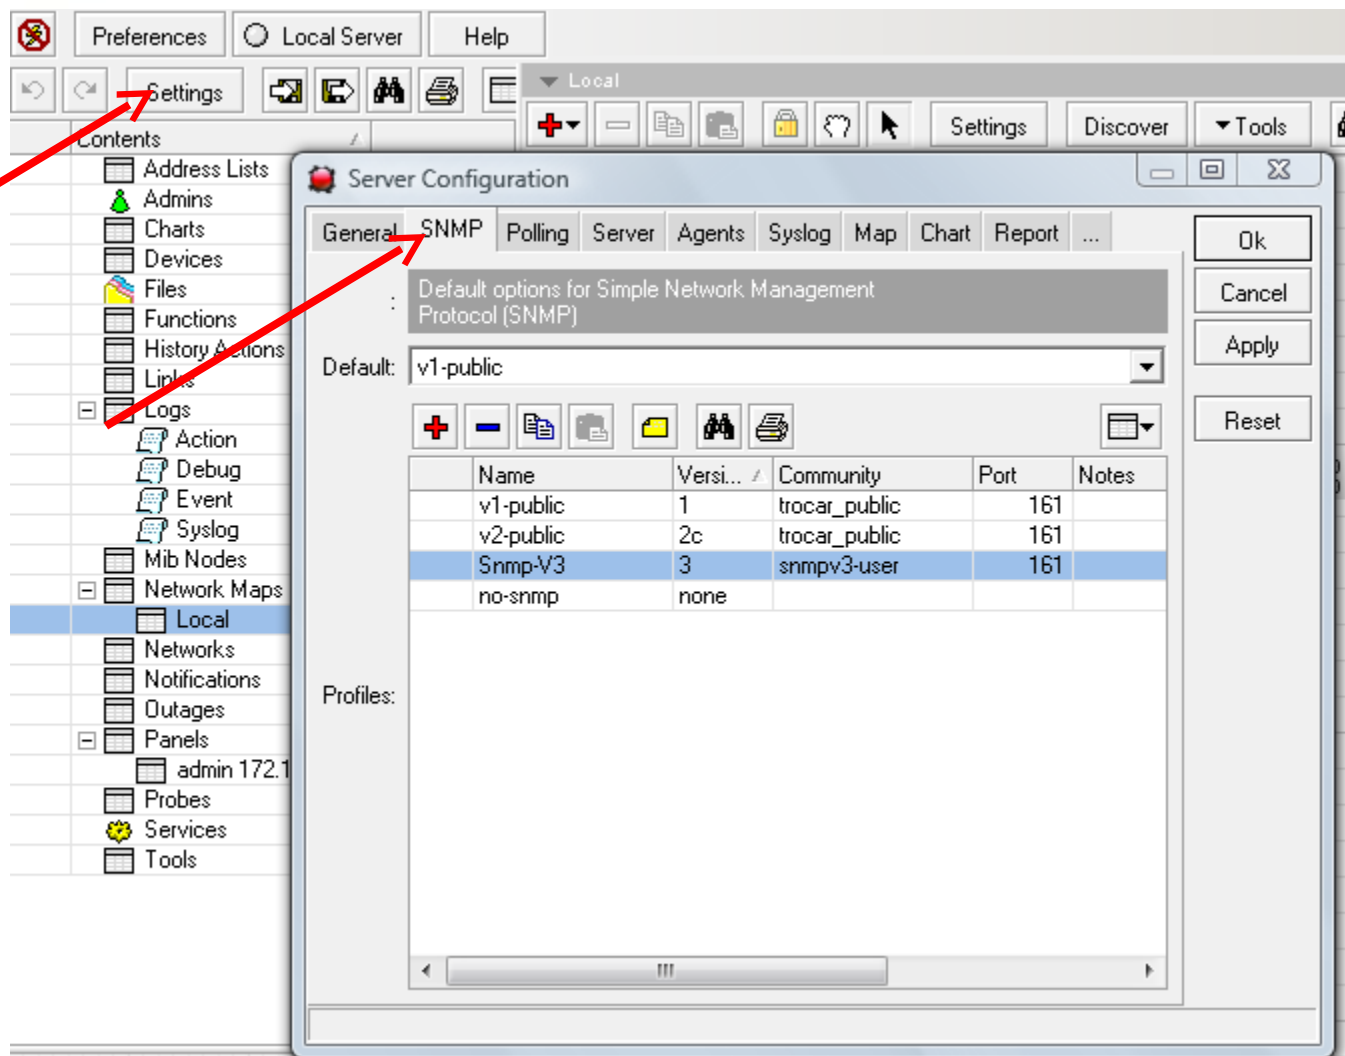 Preferences
Local Server
Help
Settings
Local
Settings
Discover
Tools
Contents
Address Lists
Admins
Charts
Devices
Files
Functions
History Actions
Links
Logs
Action
Debug
Event
Syslog
Mib Nodes
Network Maps
Local
Networks
Notifications
Outages
Panels
admin 172.1
Probes
Services
Tools
Server Configuration
General SNMP Polling Server Agents Syslog Map Chart Report ...
: Default options for Simple Network Management
Protocol (SNMP)
Default: v1-public
Name Versi... Community Port Notes
v1-public 1 trocar_public 161
v2-public 2c trocar_public 161
Snmp-V3 3 snmpv3-user 161
no-snmp none
Profiles:
Ok
Cancel
Apply
Reset